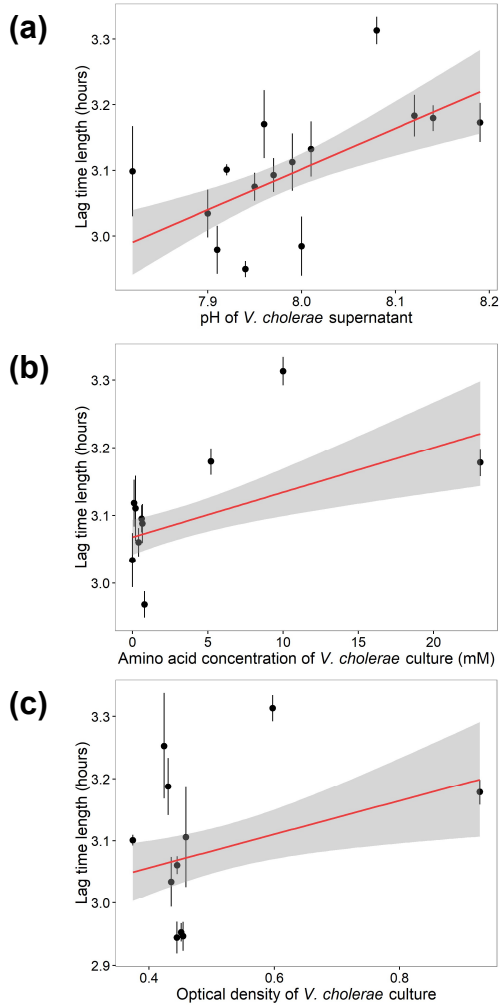 (a)
Lag time length (hours)
3.3
3.2
3.1
3.0
7.9 8.0 8.1 8.2
pH of V. cholerae supernatant
(b)
Lag time length (hours)
3.3
3.2
3.1
3.0
0 5 10 15 20
Amino acid concentration of V. cholerae culture (mM)
(c)
Lag time length (hours)
3.3
3.2
3.1
3.0
2.9
0.4 0.6 0.8
Optical density of V. cholerae culture